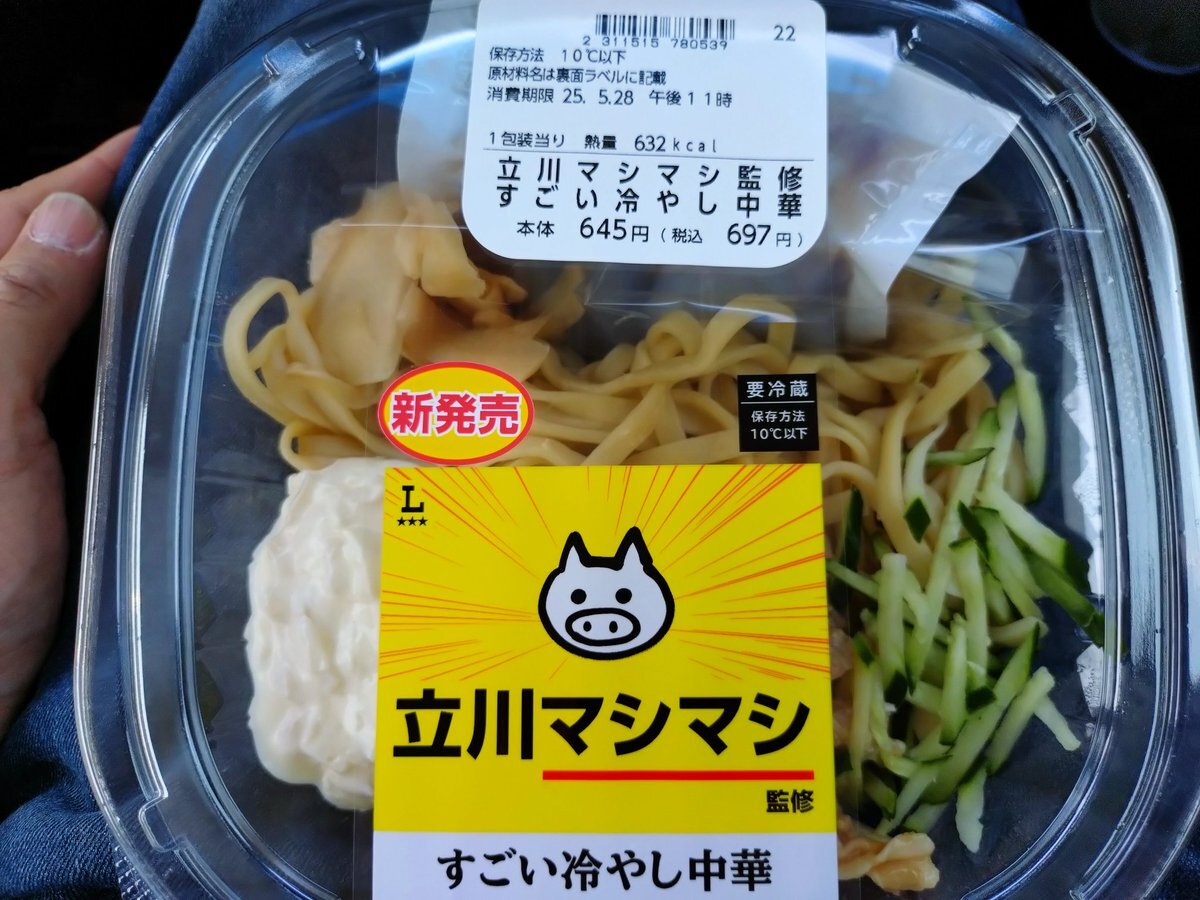 2 311515 780539
22
保存方法 10℃以下
原材料名は裏面ラベルに記載
消費期限 25. 5.28 午後11時
1包装当り 熱量 632kcal
立川マシマシ監修
すごい冷やし中華
本体 645円(税込 697円)
新発売
要冷蔵
保存方法
10℃以下
L
★★★
立川マシマシ
監修
すごい冷やし中華